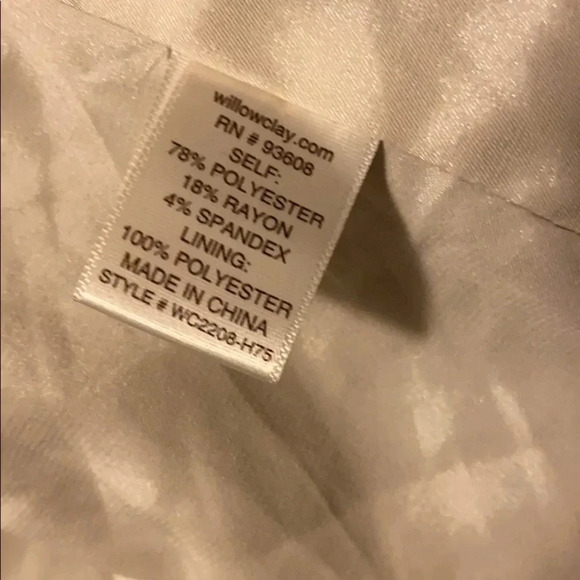 willowclay.com
RN # 93608
SELF:
78% POLYESTER
18% RAYON
4% SPANDEX
LINING:
100% POLYESTER
MADE IN CHINA
STYLE # WC2208-H75